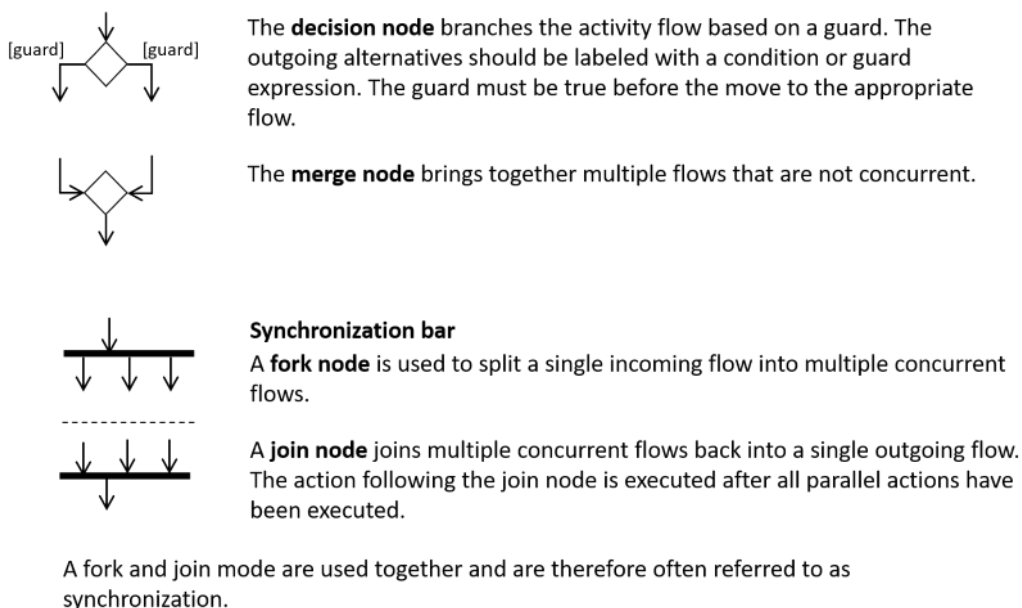 [guard]
[guard]
The decision node branches the activity flow based on a guard. The
outgoing alternatives should be labeled with a condition or guard
expression. The guard must be true before the move to the appropriate
flow.
The merge node brings together multiple flows that are not concurrent.
Synchronization bar
A fork node is used to split a single incoming flow into multiple concurrent
flows.
A join node joins multiple concurrent flows back into a single outgoing flow.
The action following the join node is executed after all parallel actions have
been executed.
A fork and join mode are used together and are therefore often referred to as
synchronization.